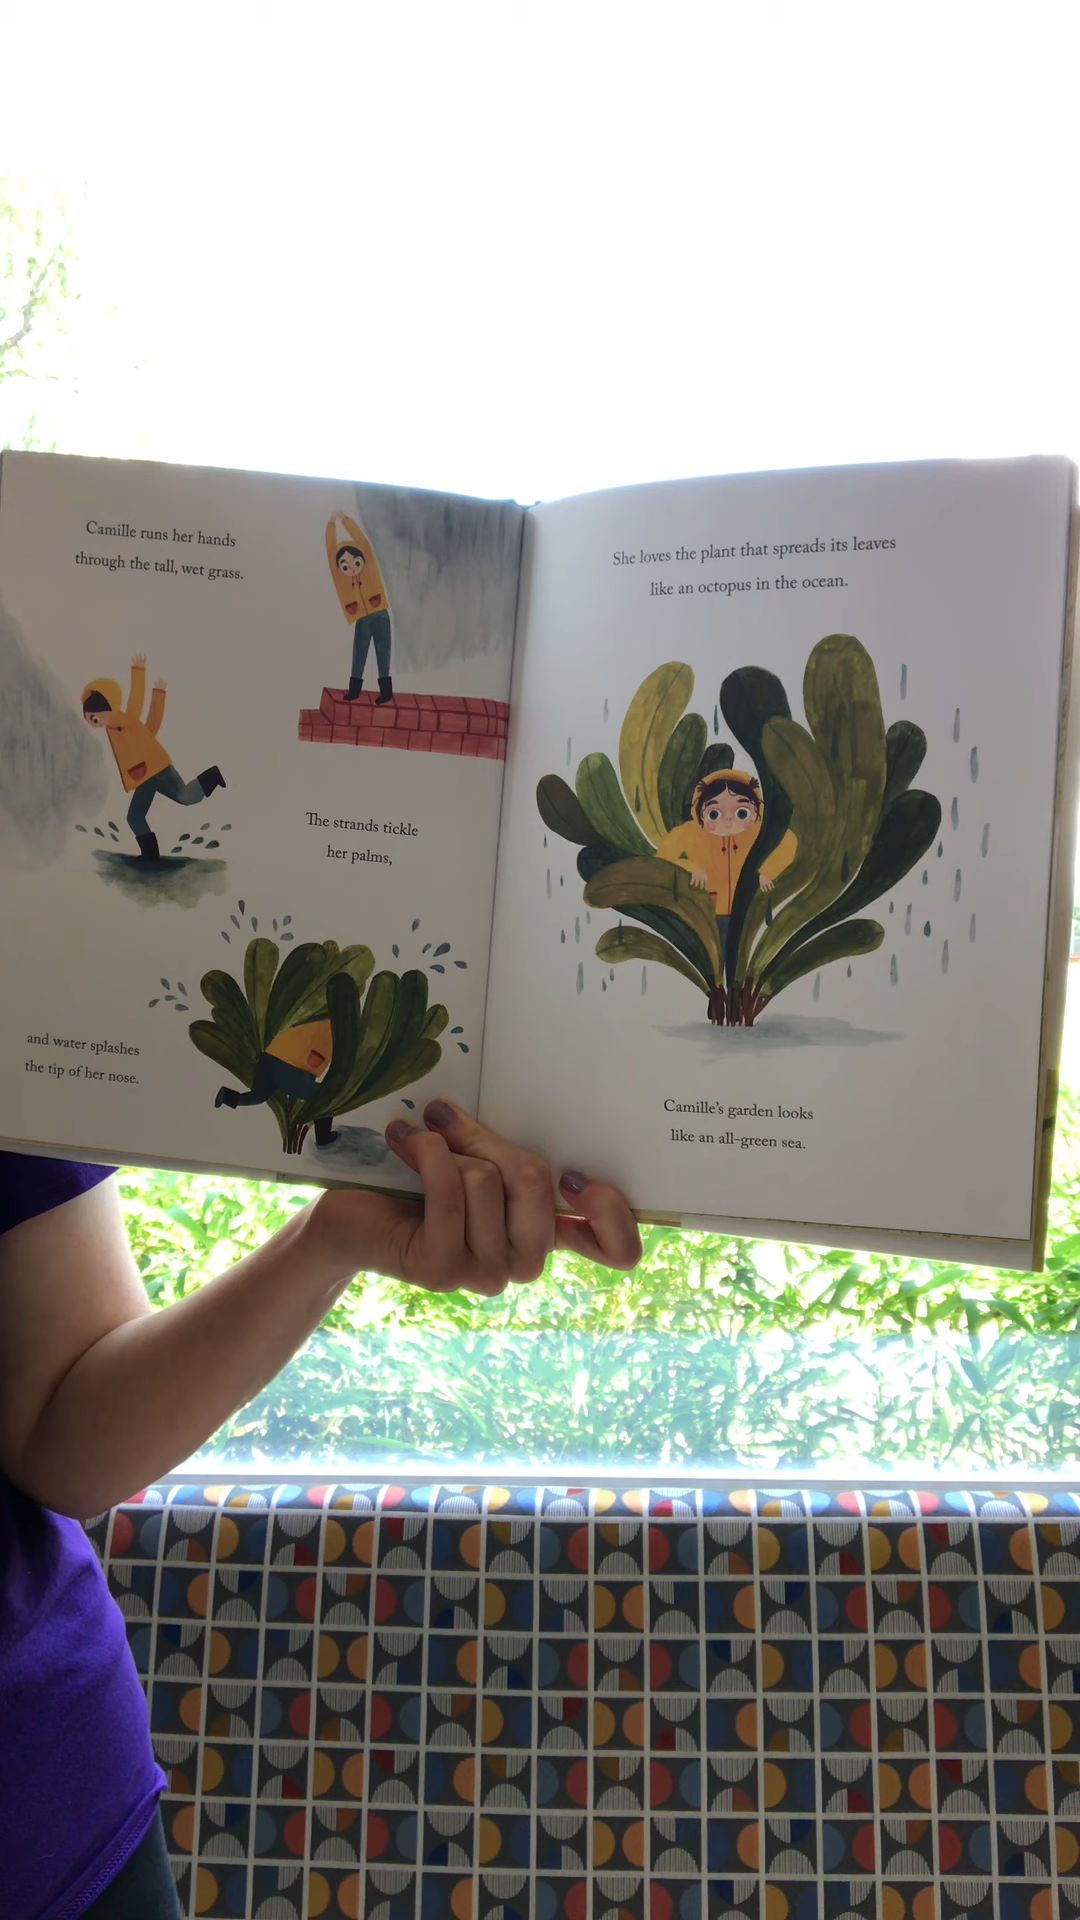 Camille runs her hands
through the tall, wet grass.
The strands tickle
her palms,
and water splashes
the tip of her nose.
She loves the plant that spreads its leaves
like an octopus in the ocean.
Camille's garden looks
like an all-green sea.